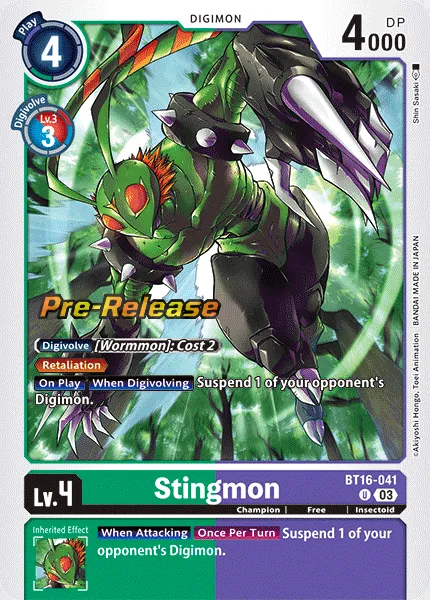 Play
4
DIGIMON
DP
4000
Digivolve
Lv.3
3
Shin Sasaki
©Akiyoshi Hongo, Toei Animation BANDAI MADE IN JAPAN
Pre-Release
Digivolve [Wormmon]: Cost 2
Retaliation
On Play When Digivolving Suspend 1 of your opponent's
Digimon.
BT16-041
Lv.4 Stingmon U 03
Champion | Free | Insectoid
Inherited Effect
When Attacking Once Per Turn Suspend 1 of your
opponent's Digimon.